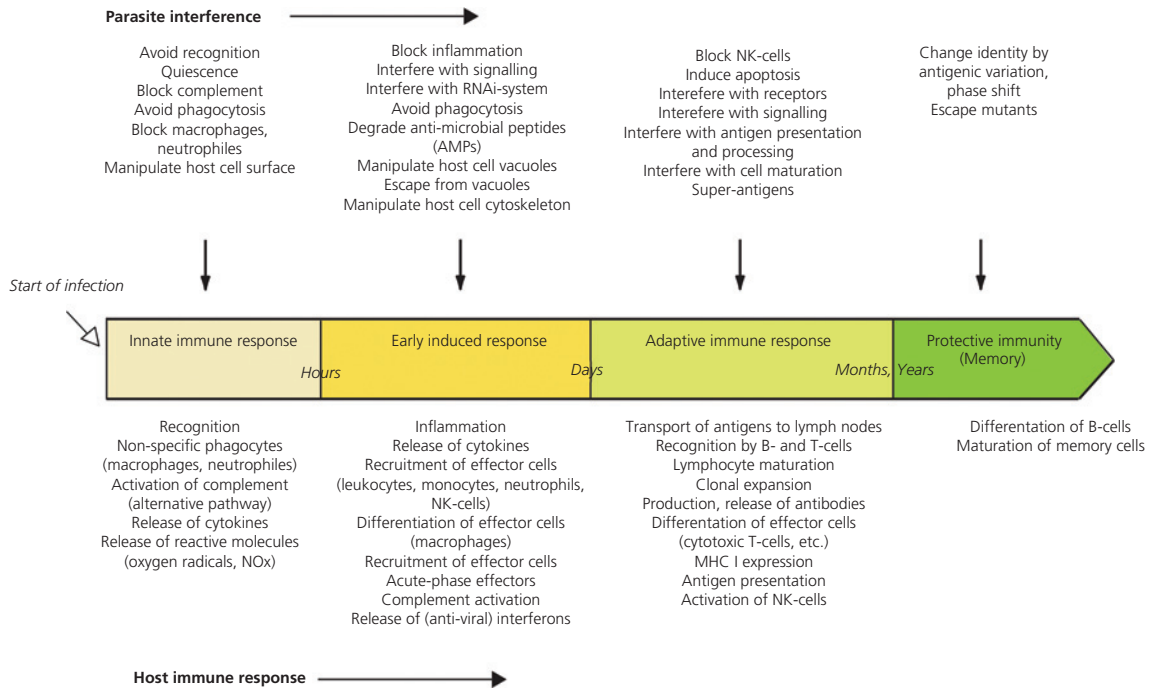 Parasite interference
Avoid recognition
Quiescence
Block complement
Avoid phagocytosis
Block macrophages,
neutrophiles
Manipulate host cell surface
Block inflammation
Interfere with signalling
Interfere with RNAi-system
Avoid phagocytosis
Degrade anti-microbial peptides
(AMPs)
Manipulate host cell vacuoles
Escape from vacuoles
Manipulate host cell cytoskeleton
Block NK-cells
Induce apoptosis
Interefere with receptors
Interefere with signalling
Interfere with antigen presentation
and processing
Interfere with cell maturation
Super-antigens
Change identity by
antigenic variation,
phase shift
Escape mutants
Start of infection
Innate immune response
Hours
Early induced response
Days
Adaptive immune response
Months, Years
Protective immunity
(Memory)
Recognition
Non-specific phagocytes
(macrophages, neutrophiles)
Activation of complement
(alternative pathway)
Release of cytokines
Release of reactive molecules
(oxygen radicals, NOx)
Inflammation
Release of cytokines
Recruitment of effector cells
(leukocytes, monocytes, neutrophils,
NK-cells)
Differentiation of effector cells
(macrophages)
Recruitment of effector cells
Acute-phase effectors
Complement activation
Release of (anti-viral) interferons
Transport of antigens to lymph nodes
Recognition by B- and T-cells
Lymphocyte maturation
Clonal expansion
Production, release of antibodies
Differentation of effector cells
(cytotoxic T-cells, etc.)
MHC I expression
Antigen presentation
Activation of NK-cells
Differentation of B-cells
Maturation of memory cells
Host immune response